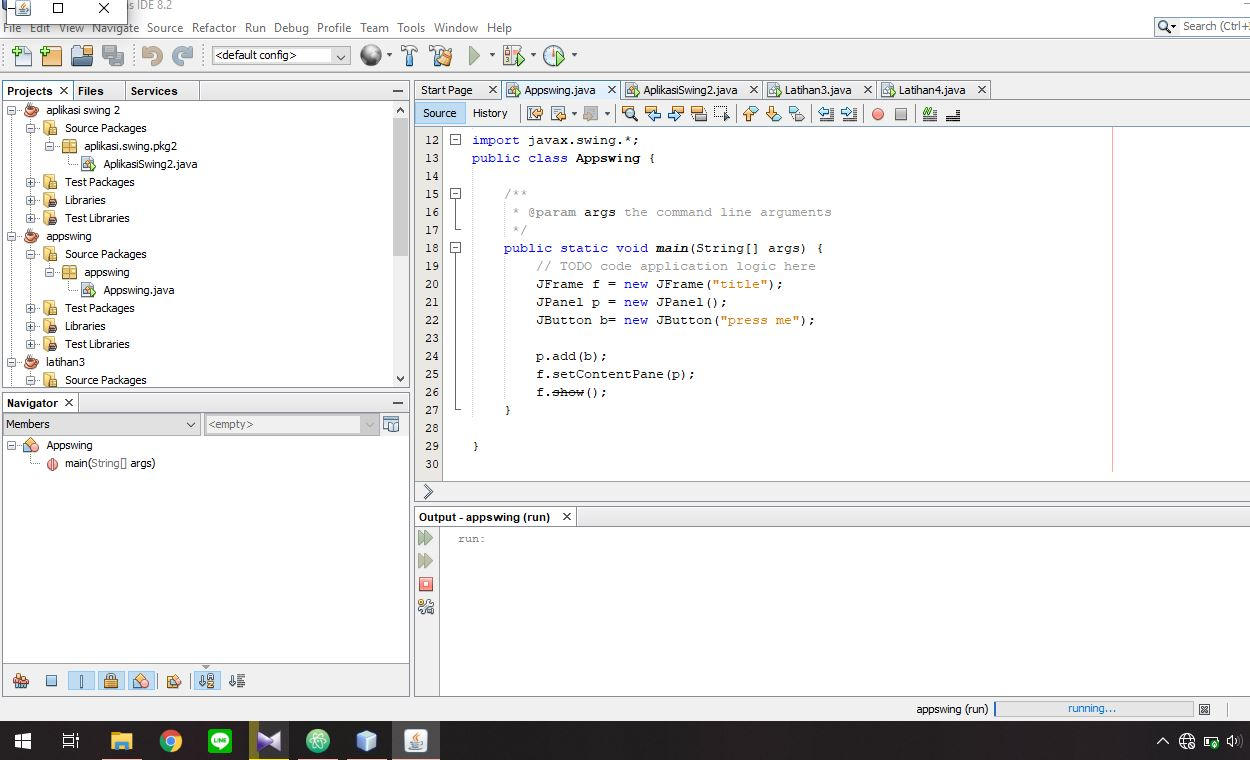 IDE 8.2
File Edit View Navigate Source Refactor Run Debug Profile Team Tools Window Help
Search (Ctrl+I
<default config>
Projects Files Services
aplikasi swing 2
Source Packages
aplikasi.swing.pkg2
AplikasiSwing2.java
Test Packages
Libraries
Test Libraries
appswing
Source Packages
appswing
Appswing.java
Test Packages
Libraries
Test Libraries
latihan3
Source Packages
Navigator
Members <empty>
Appswing
main(String[] args)
Start Page Appswing.java AplikasiSwing2.java Latihan3.java Latihan4.java
Source History
12 import javax.swing.*;
13 public class Appswing {
14
15 /**
16 * @param args the command line arguments
17 */
18 public static void main(String[] args) {
19 // TODO code application logic here
20 JFrame f = new JFrame("title");
21 JPanel p = new JPanel();
22 JButton b= new JButton("press me");
23
24 p.add(b);
25 f.setContentPane(p);
26 f.show();
27 }
28
29 }
30
Output - appswing (run)
run:
appswing (run) running...
LINE